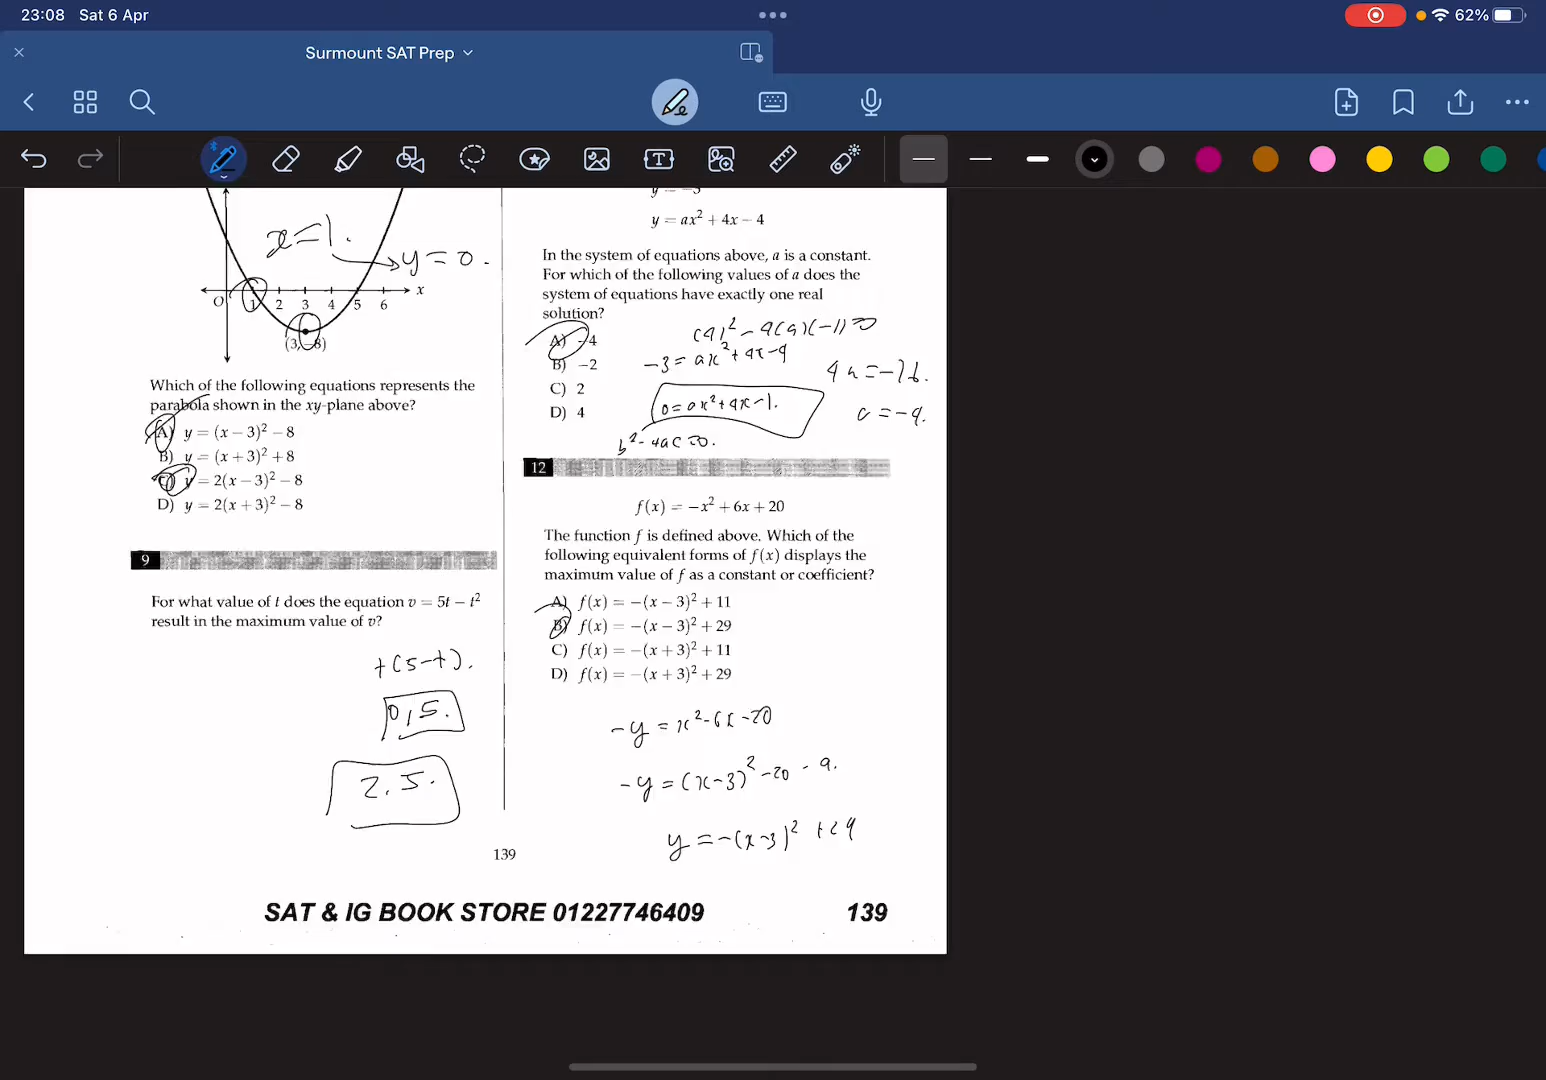 23:08 Sat 6 Apr
62%
Surmount SAT Prep
x=1.
y=0.
O 1 2 3 4 5 6 x
(3, −8)
Which of the following equations represents the
parabola shown in the xy-plane above?
A) y = (x − 3)² − 8
B) y = (x + 3)² + 8
C) y = 2(x − 3)² − 8
D) y = 2(x + 3)² − 8
9
For what value of t does the equation v = 5t − t²
result in the maximum value of v?
t(5-t).
0,5.
2.5.
y = −3
y = ax² + 4x − 4
In the system of equations above, a is a constant.
For which of the following values of a does the
system of equations have exactly one real
solution?
A) −4
B) −2
C) 2
D) 4
(4)² - 4(a)(-1)=0
-3 = ax² + 4x-4
0=ax²+4x-1.
b²-4ac=0.
4a=-16.
a=-4.
12
f(x) = −x² + 6x + 20
The function f is defined above. Which of the
following equivalent forms of f(x) displays the
maximum value of f as a constant or coefficient?
A) f(x) = −(x − 3)² + 11
B) f(x) = −(x − 3)² + 29
C) f(x) = −(x + 3)² + 11
D) f(x) = −(x + 3)² + 29
-y = x²-6x-20
-y = (x-3)²-20 - 9.
y = -(x-3)² +29
139
SAT & IG BOOK STORE 01227746409 139